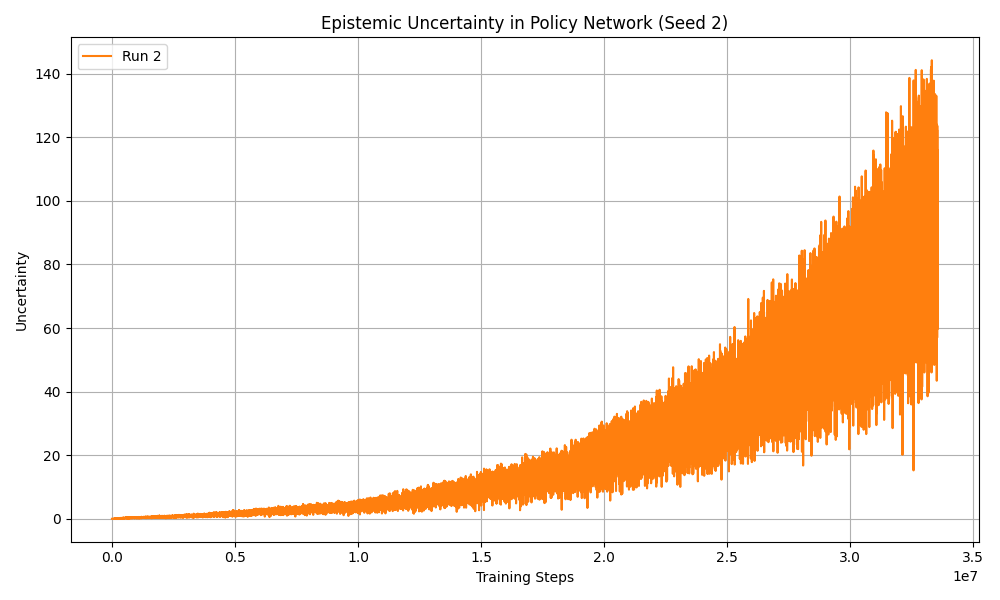 Epistemic Uncertainty in Policy Network (Seed 2)
Run 2
140
120
100
80
60
40
20
0
Uncertainty
0.0 0.5 1.0 1.5 2.0 2.5 3.0 3.5
1e7
Training Steps